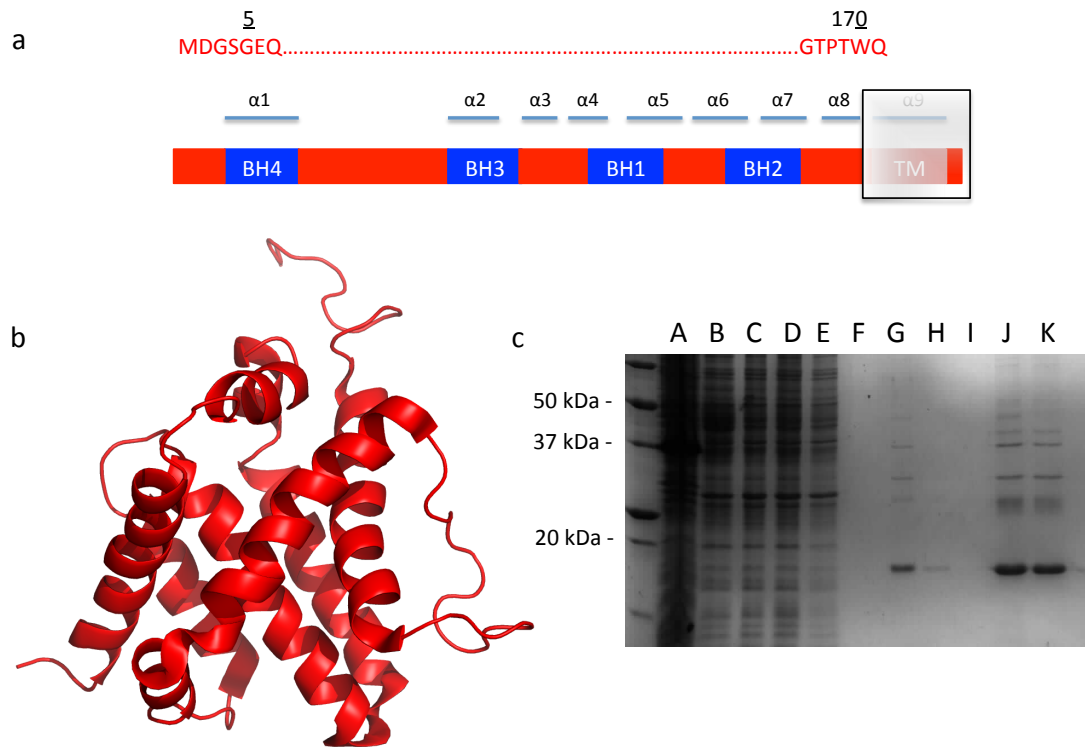 a
5 170
MDGSGEQ……………………………………………………………………………GTPTWQ
α1 α2 α3 α4 α5 α6 α7 α8 α9
BH4 BH3 BH1 BH2 TM
b
c
A B C D E F G H I J K
50 kDa -
37 kDa -
20 kDa -